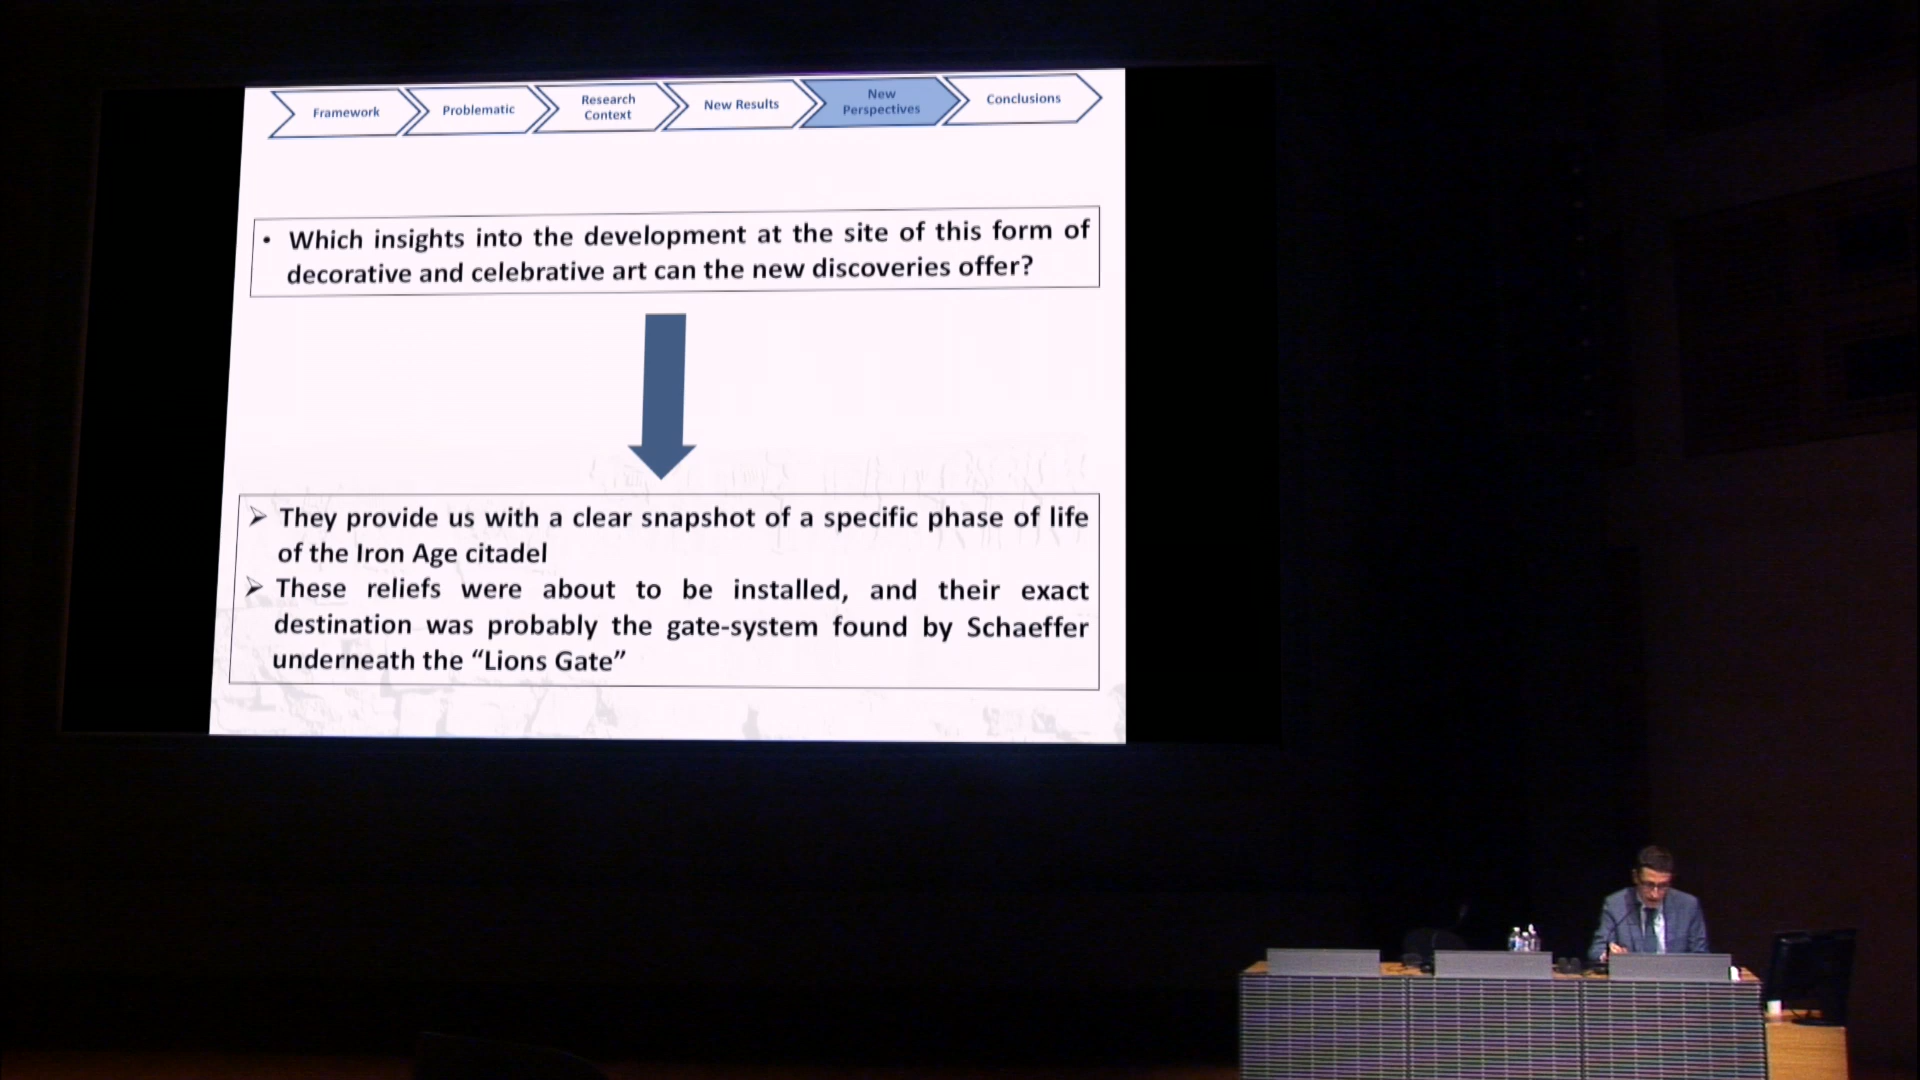 Framework
Problematic
Research
Context
New Results
New
Perspectives
Conclusions
• Which insights into the development at the site of this form of
decorative and celebrative art can the new discoveries offer?
➢ They provide us with a clear snapshot of a specific phase of life
of the Iron Age citadel
➢ These reliefs were about to be installed, and their exact
destination was probably the gate-system found by Schaeffer
underneath the “Lions Gate”